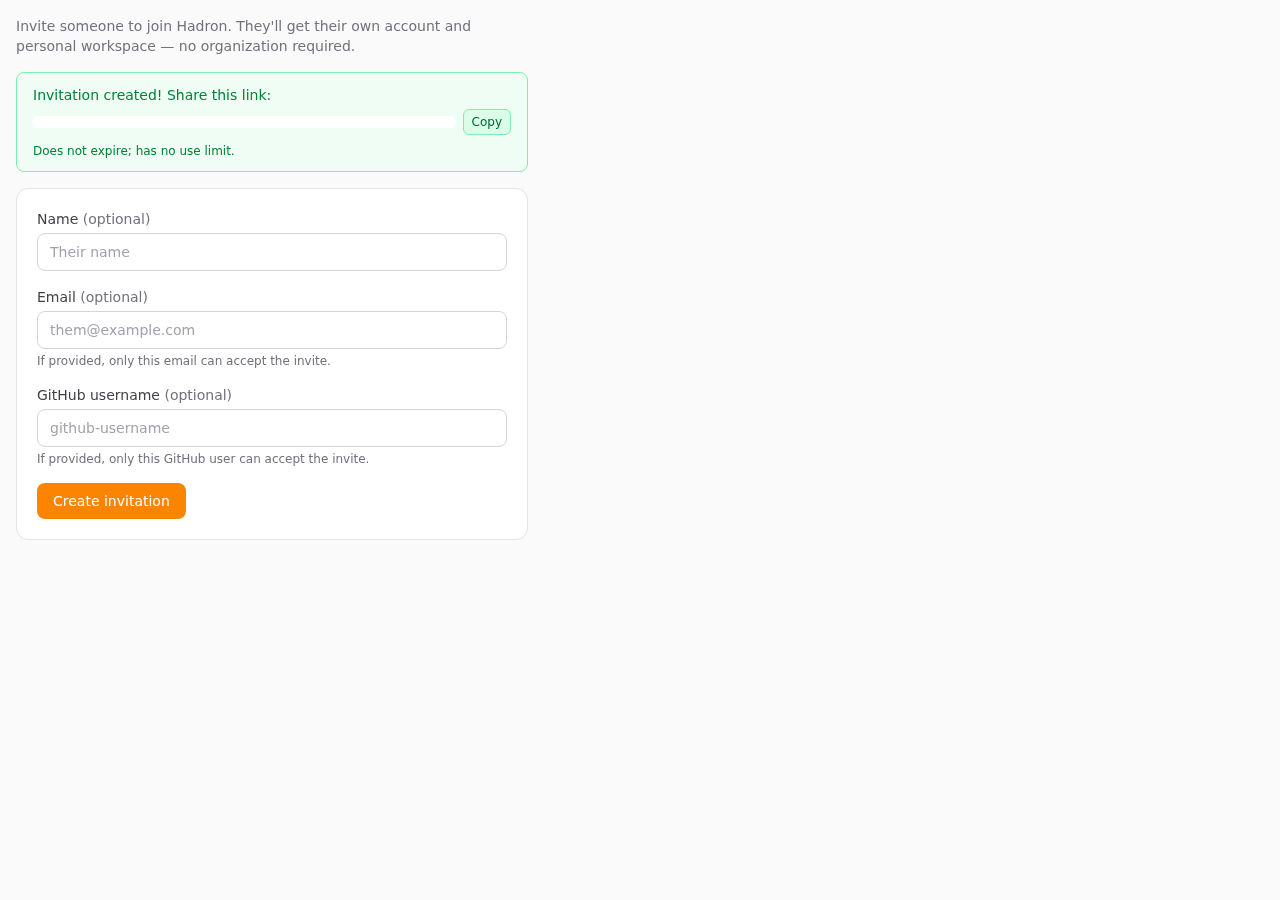 Invite someone to join Hadron. They'll get their own account and
personal workspace — no organization required.
Invitation created! Share this link:
Copy
Does not expire; has no use limit.
Name (optional)
Their name
Email (optional)
them@example.com
If provided, only this email can accept the invite.
GitHub username (optional)
github-username
If provided, only this GitHub user can accept the invite.
Create invitation